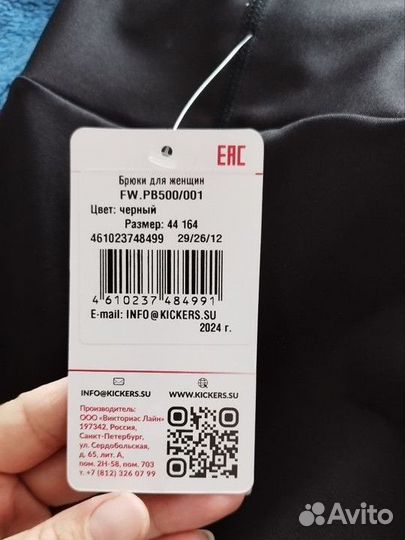 EAC
Брюки для женщин
FW.PB500/001
Цвет: черный
Размер: 44 164
461023748499 29/26/12
4 610237 484991
E-mail: INFO@KICKERS.SU
2024 г.
INFO@KICKERS.SU WWW.KICKERS.SU
Производитель:
ООО «Викториас Лайн»
197342, Россия,
Санкт-Петербург,
ул. Сердобольская,
д. 65, лит. А,
пом. 2Н-58, пом. 703
т. +7 (812) 326 07 99
Avito